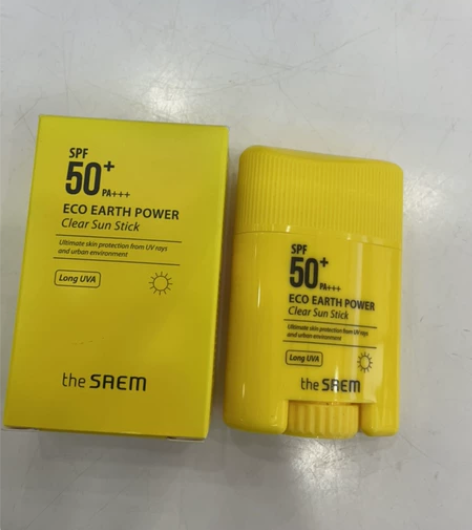 SPF
50+
PA+++
ECO EARTH POWER
Clear Sun Stick
Ultimate skin protection from UV rays
and urban environment
Long UVA
the SAEM
SPF
50+
PA+++
ECO EARTH POWER
Clear Sun Stick
Ultimate skin protection from UV rays
and urban environment
Long UVA
the SAEM